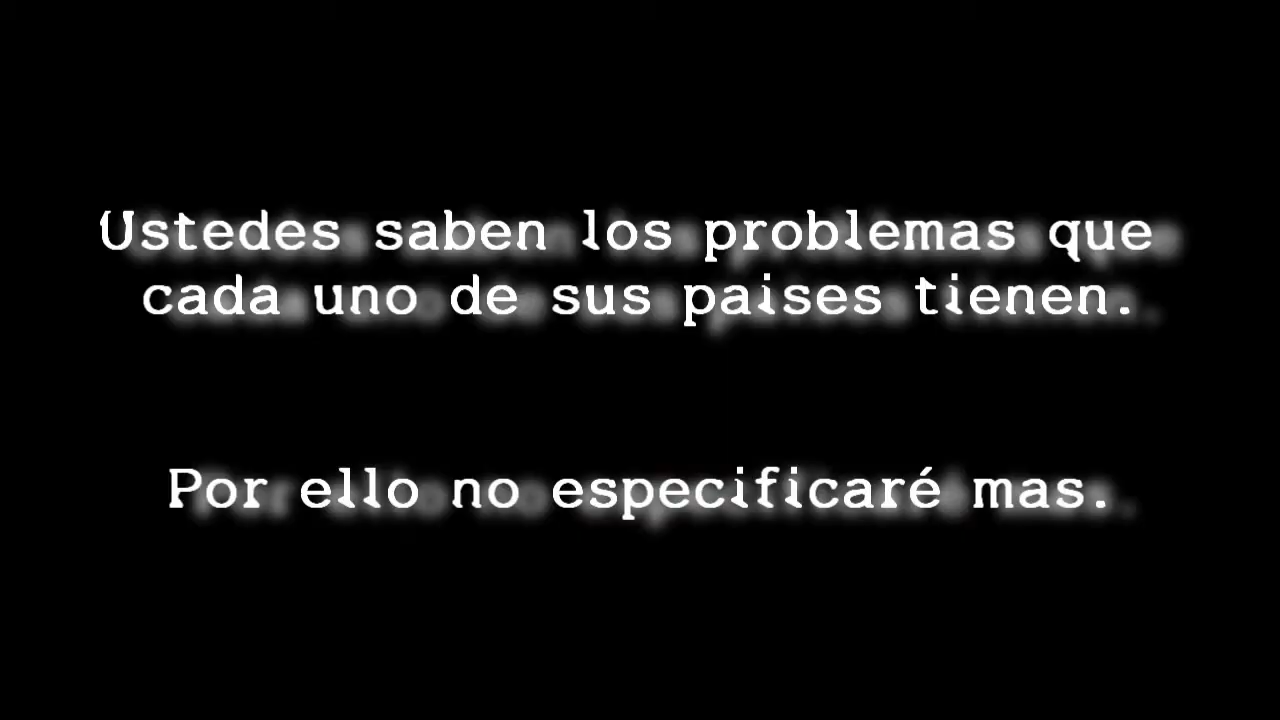 Ustedes saben los problemas que
cada uno de sus paises tienen.
Por ello no especificaré mas.